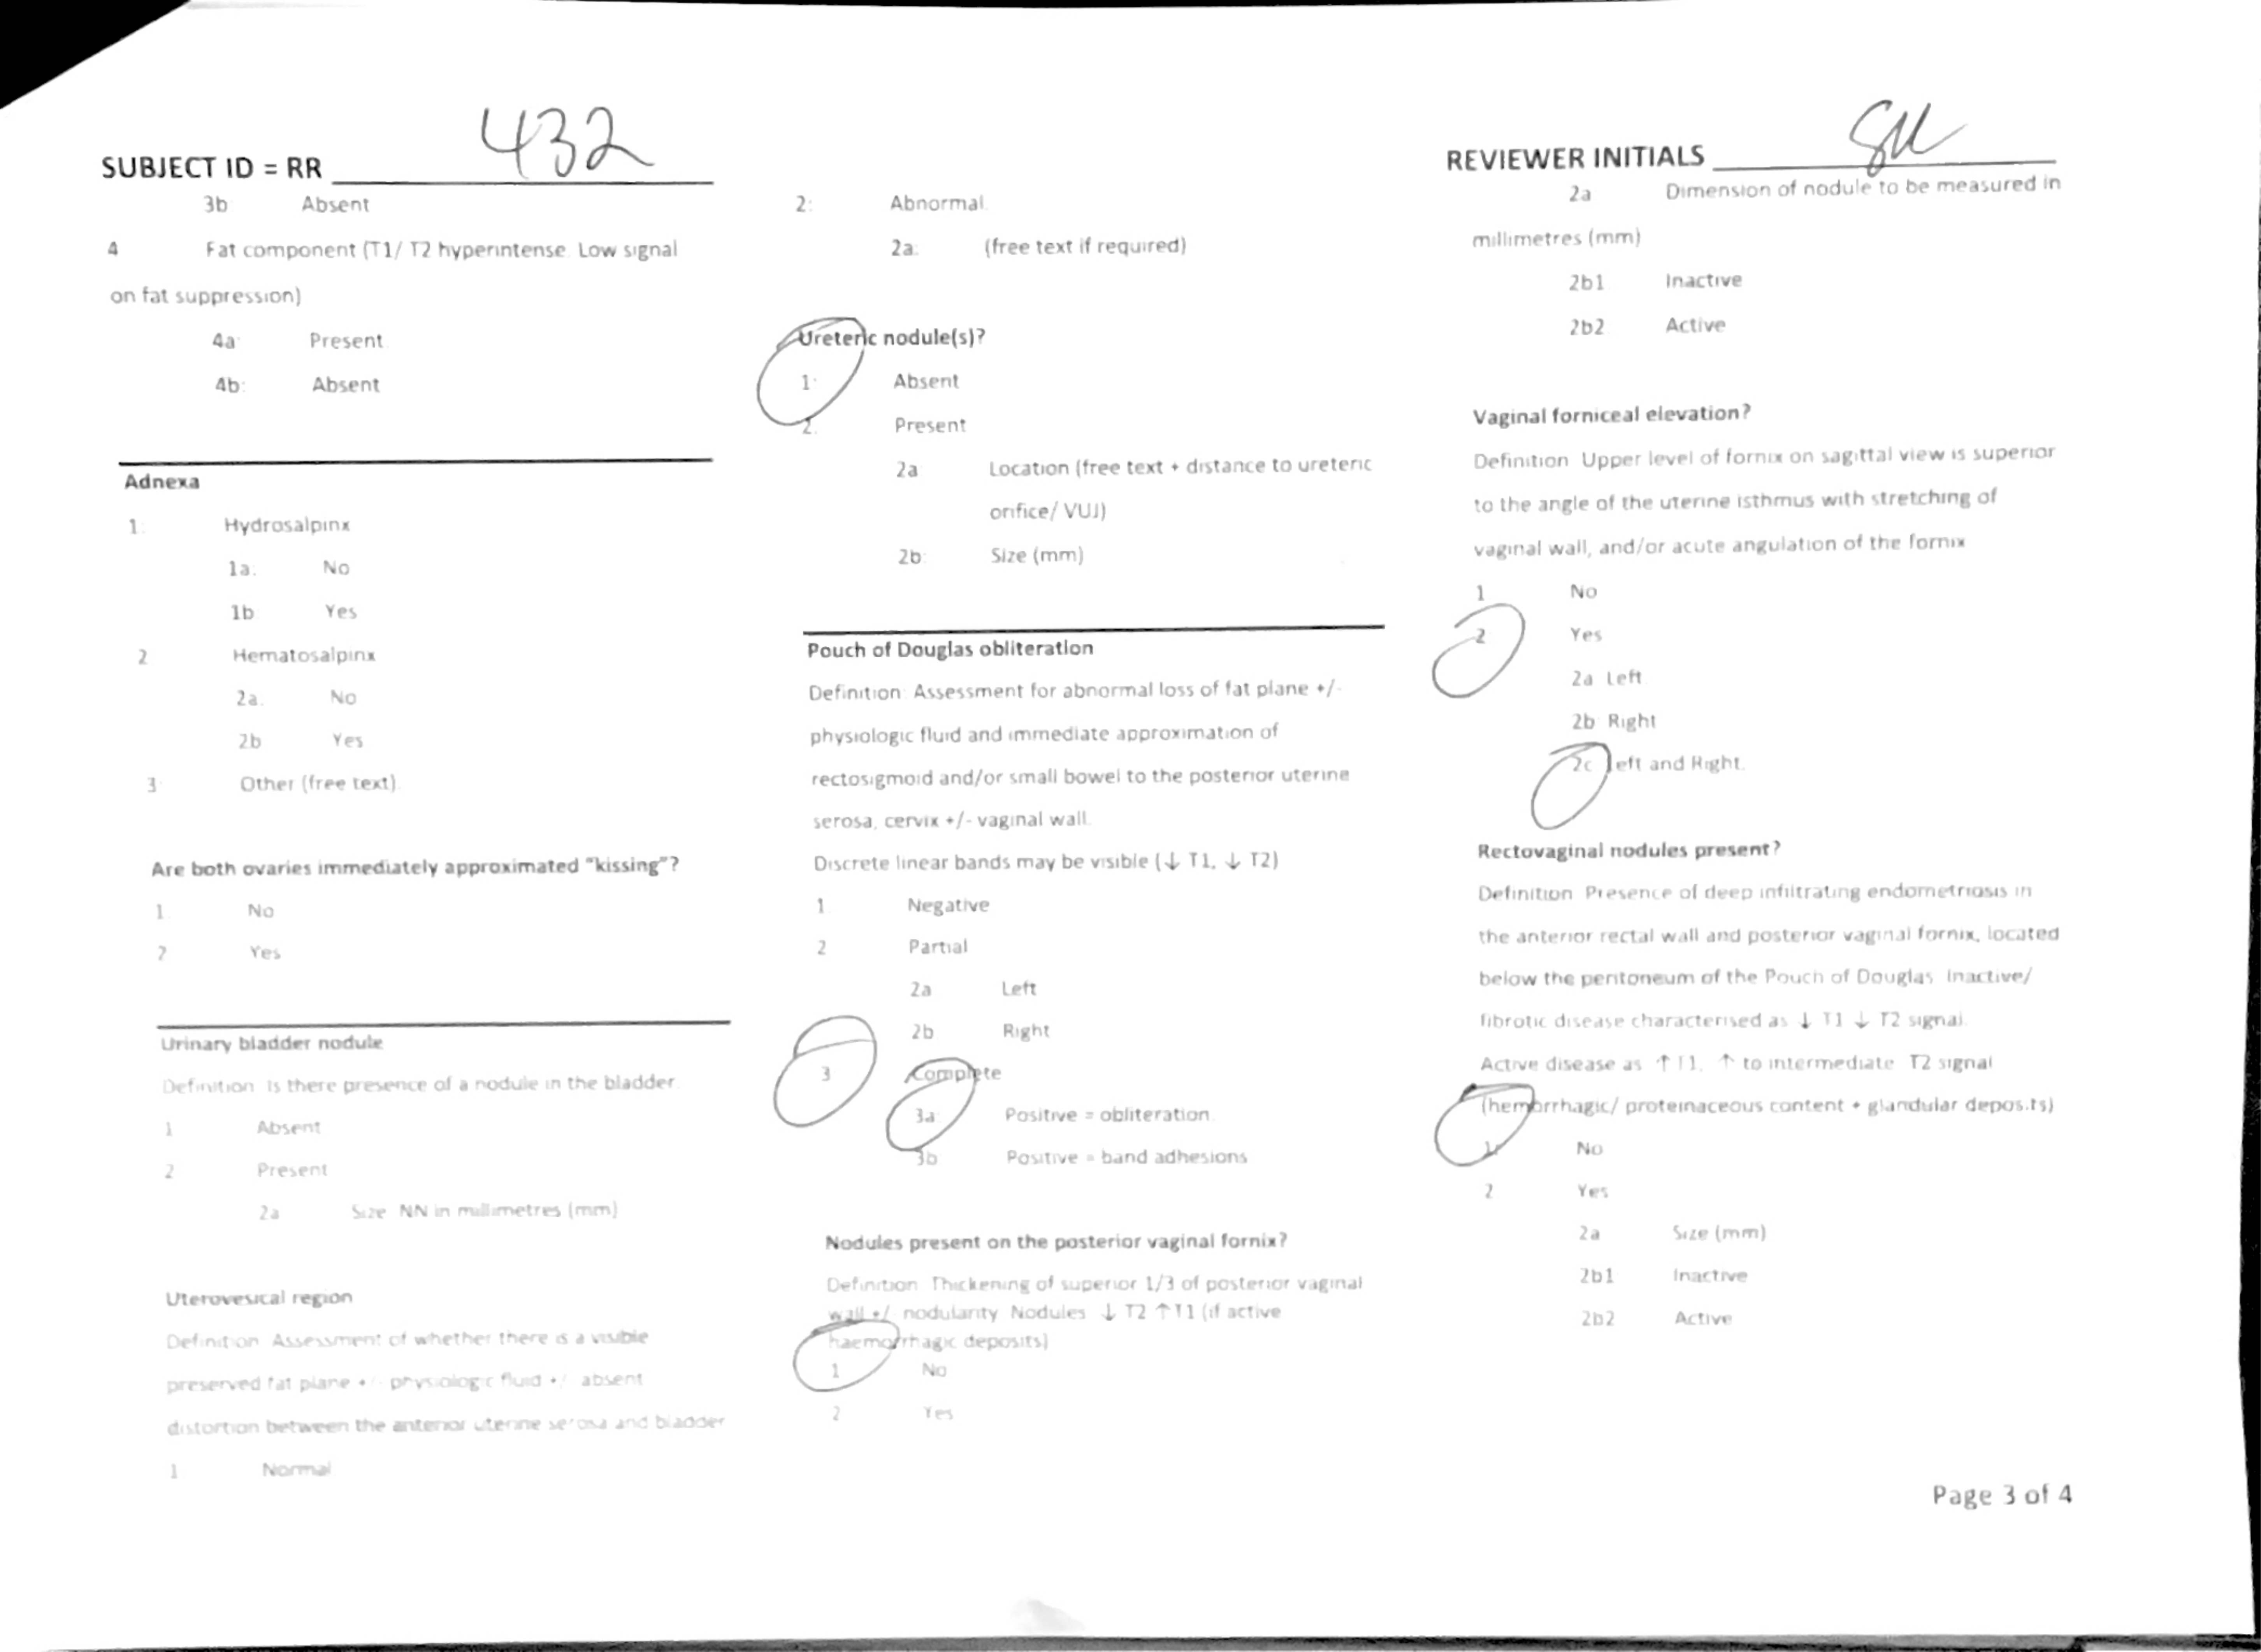 SUBJECT ID = RR 432
3b Absent
4 Fat component (T1/ T2 hyperintense. Low signal
on fat suppression)
4a: Present.
4b: Absent
Adnexa
1. Hydrosalpinx
1a. No
1b Yes
2 Hematosalpinx
2a. No
2b Yes
3 Other (free text).
Are both ovaries immediately approximated "kissing"?
1. No
2 Yes
Urinary bladder nodule
Definition Is there presence of a nodule in the bladder
1 Absent
2 Present
2a Size NN in millimetres (mm)
Uterovesical region
Definition Assessment of whether there is a visible
preserved fat plane +/- physiologic fluid +/ absent
distortion between the anterior uterine serosa and bladder
1 Normal
2: Abnormal.
2a: (free text if required)
Ureteric nodule(s)?
1: Absent
2. Present
2a Location (free text + distance to ureteric
orifice/ VUJ)
2b: Size (mm)
Pouch of Douglas obliteration
Definition: Assessment for abnormal loss of fat plane +/-
physiologic fluid and immediate approximation of
rectosigmoid and/or small bowel to the posterior uterine
serosa, cervix +/- vaginal wall.
Discrete linear bands may be visible (↓ T1, ↓ T2)
1 Negative
2 Partial
2a Left
2b Right
3 Complete
3a: Positive = obliteration.
3b Positive = band adhesions
Nodules present on the posterior vaginal fornix?
Definition Thickening of superior 1/3 of posterior vaginal
wall +/ nodularity Nodules ↓ T2 ↑T1 (if active
haemorrhagic deposits)
1 No
2 Yes
REVIEWER INITIALS
2a Dimension of nodule to be measured in
millimetres (mm)
2b1 Inactive
2b2 Active
Vaginal forniceal elevation?
Definition Upper level of fornix on sagittal view is superior
to the angle of the uterine isthmus with stretching of
vaginal wall, and/or acute angulation of the fornix
1 No
2 Yes
2a Left
2b Right
2c Left and Right.
Rectovaginal nodules present?
Definition Presence of deep infiltrating endometriosis in
the anterior rectal wall and posterior vaginal fornix, located
below the peritoneum of the Pouch of Douglas Inactive/
fibrotic disease characterised as ↓ T1 ↓ T2 signal.
Active disease as ↑ T1, ↑ to intermediate T2 signal
(hemorrhagic/ proteinaceous content + glandular deposits)
1. No
2 Yes
2a Size (mm)
2b1 Inactive
2b2 Active
Page 3 of 4